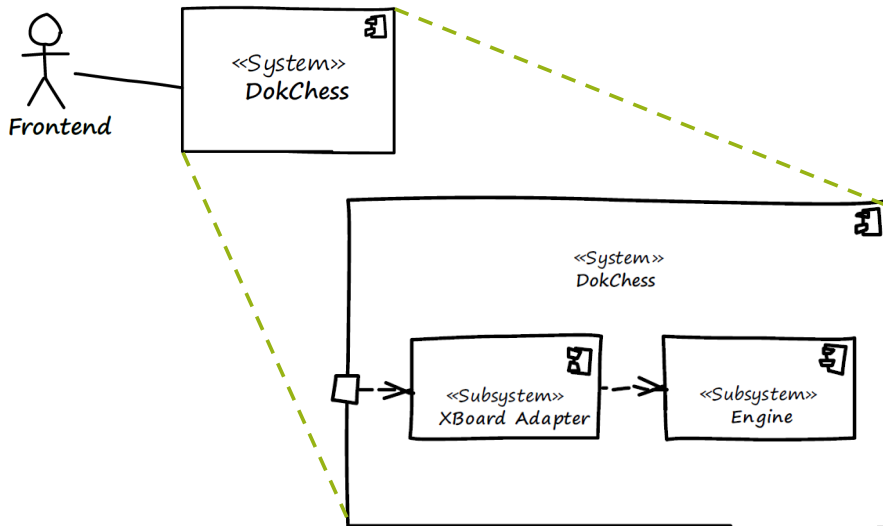 «System»
DokChess
Frontend
«System»
DokChess
«Subsystem»
XBoard Adapter
«Subsystem»
Engine